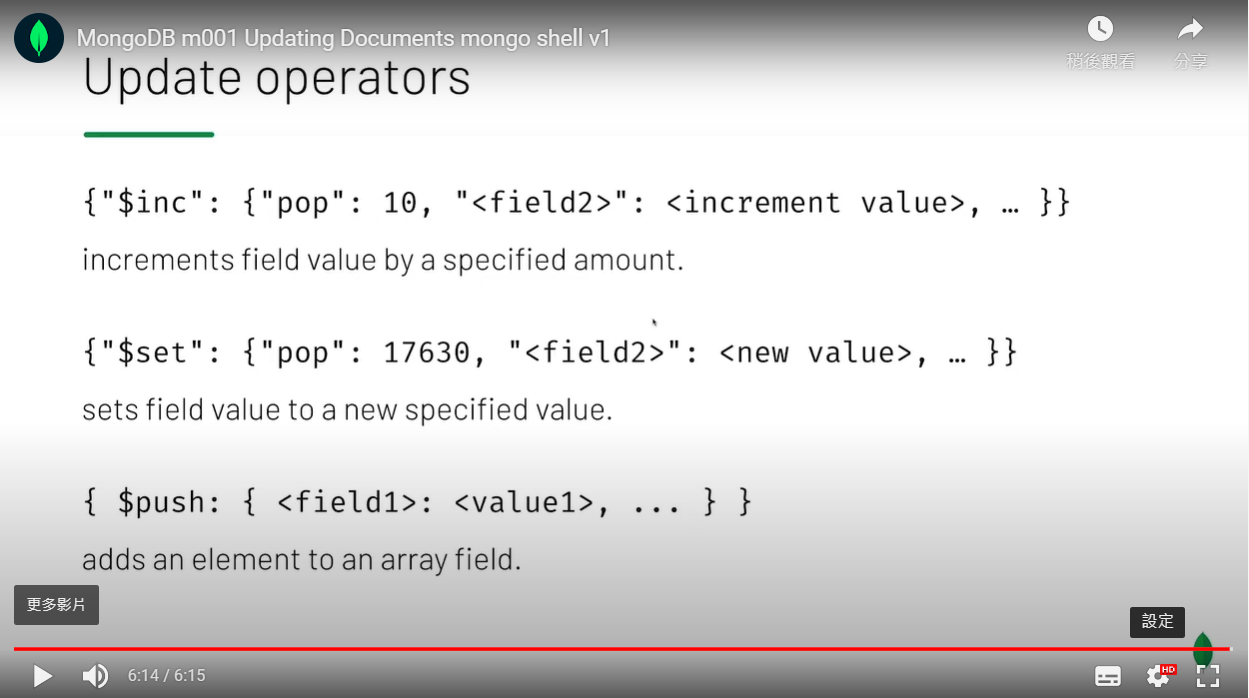 MongoDB m001 Updating Documents mongo shell v1
稍後觀看
分享
Update operators
{"$inc": {"pop": 10, "<field2>": <increment value>, … }}
increments field value by a specified amount.
{"$set": {"pop": 17630, "<field2>": <new value>, … }}
sets field value to a new specified value.
{ $push: { <field1>: <value1>, ... } }
adds an element to an array field.
更多影片
設定
6:14 / 6:15
HD